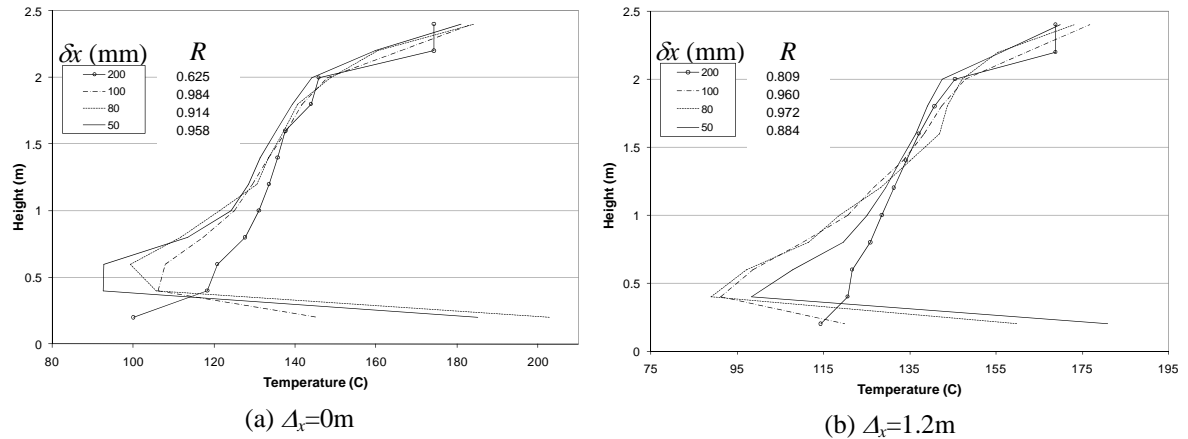 2.5
2
1.5
1
0.5
0
Height (m)
δx (mm) R
200 0.625
100 0.984
80 0.914
50 0.958
80 100 120 140 160 180 200
Temperature (C)
(a) Δx=0m
2.5
2
1.5
1
0.5
0
Height (m)
δx (mm) R
200 0.809
100 0.960
80 0.972
50 0.884
75 95 115 135 155 175 195
Temperature (C)
(b) Δx=1.2m